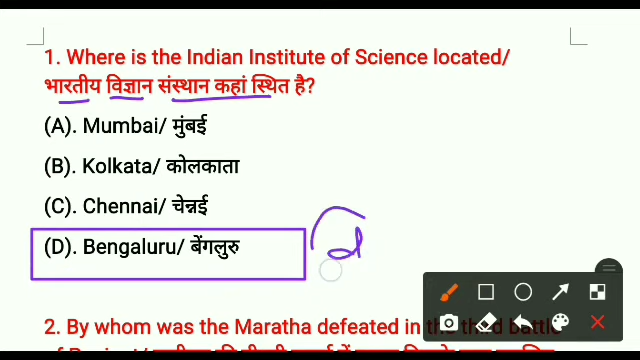 1. Where is the Indian Institute of Science located/
भारतीय विज्ञान संस्थान कहां स्थित है?
(A). Mumbai/ मुंबई
(B). Kolkata/ कोलकाता
(C). Chennai/ चेन्नई
(D). Bengaluru/ बेंगलुरु
d
2. By whom was the Maratha defeated in the third battle
of